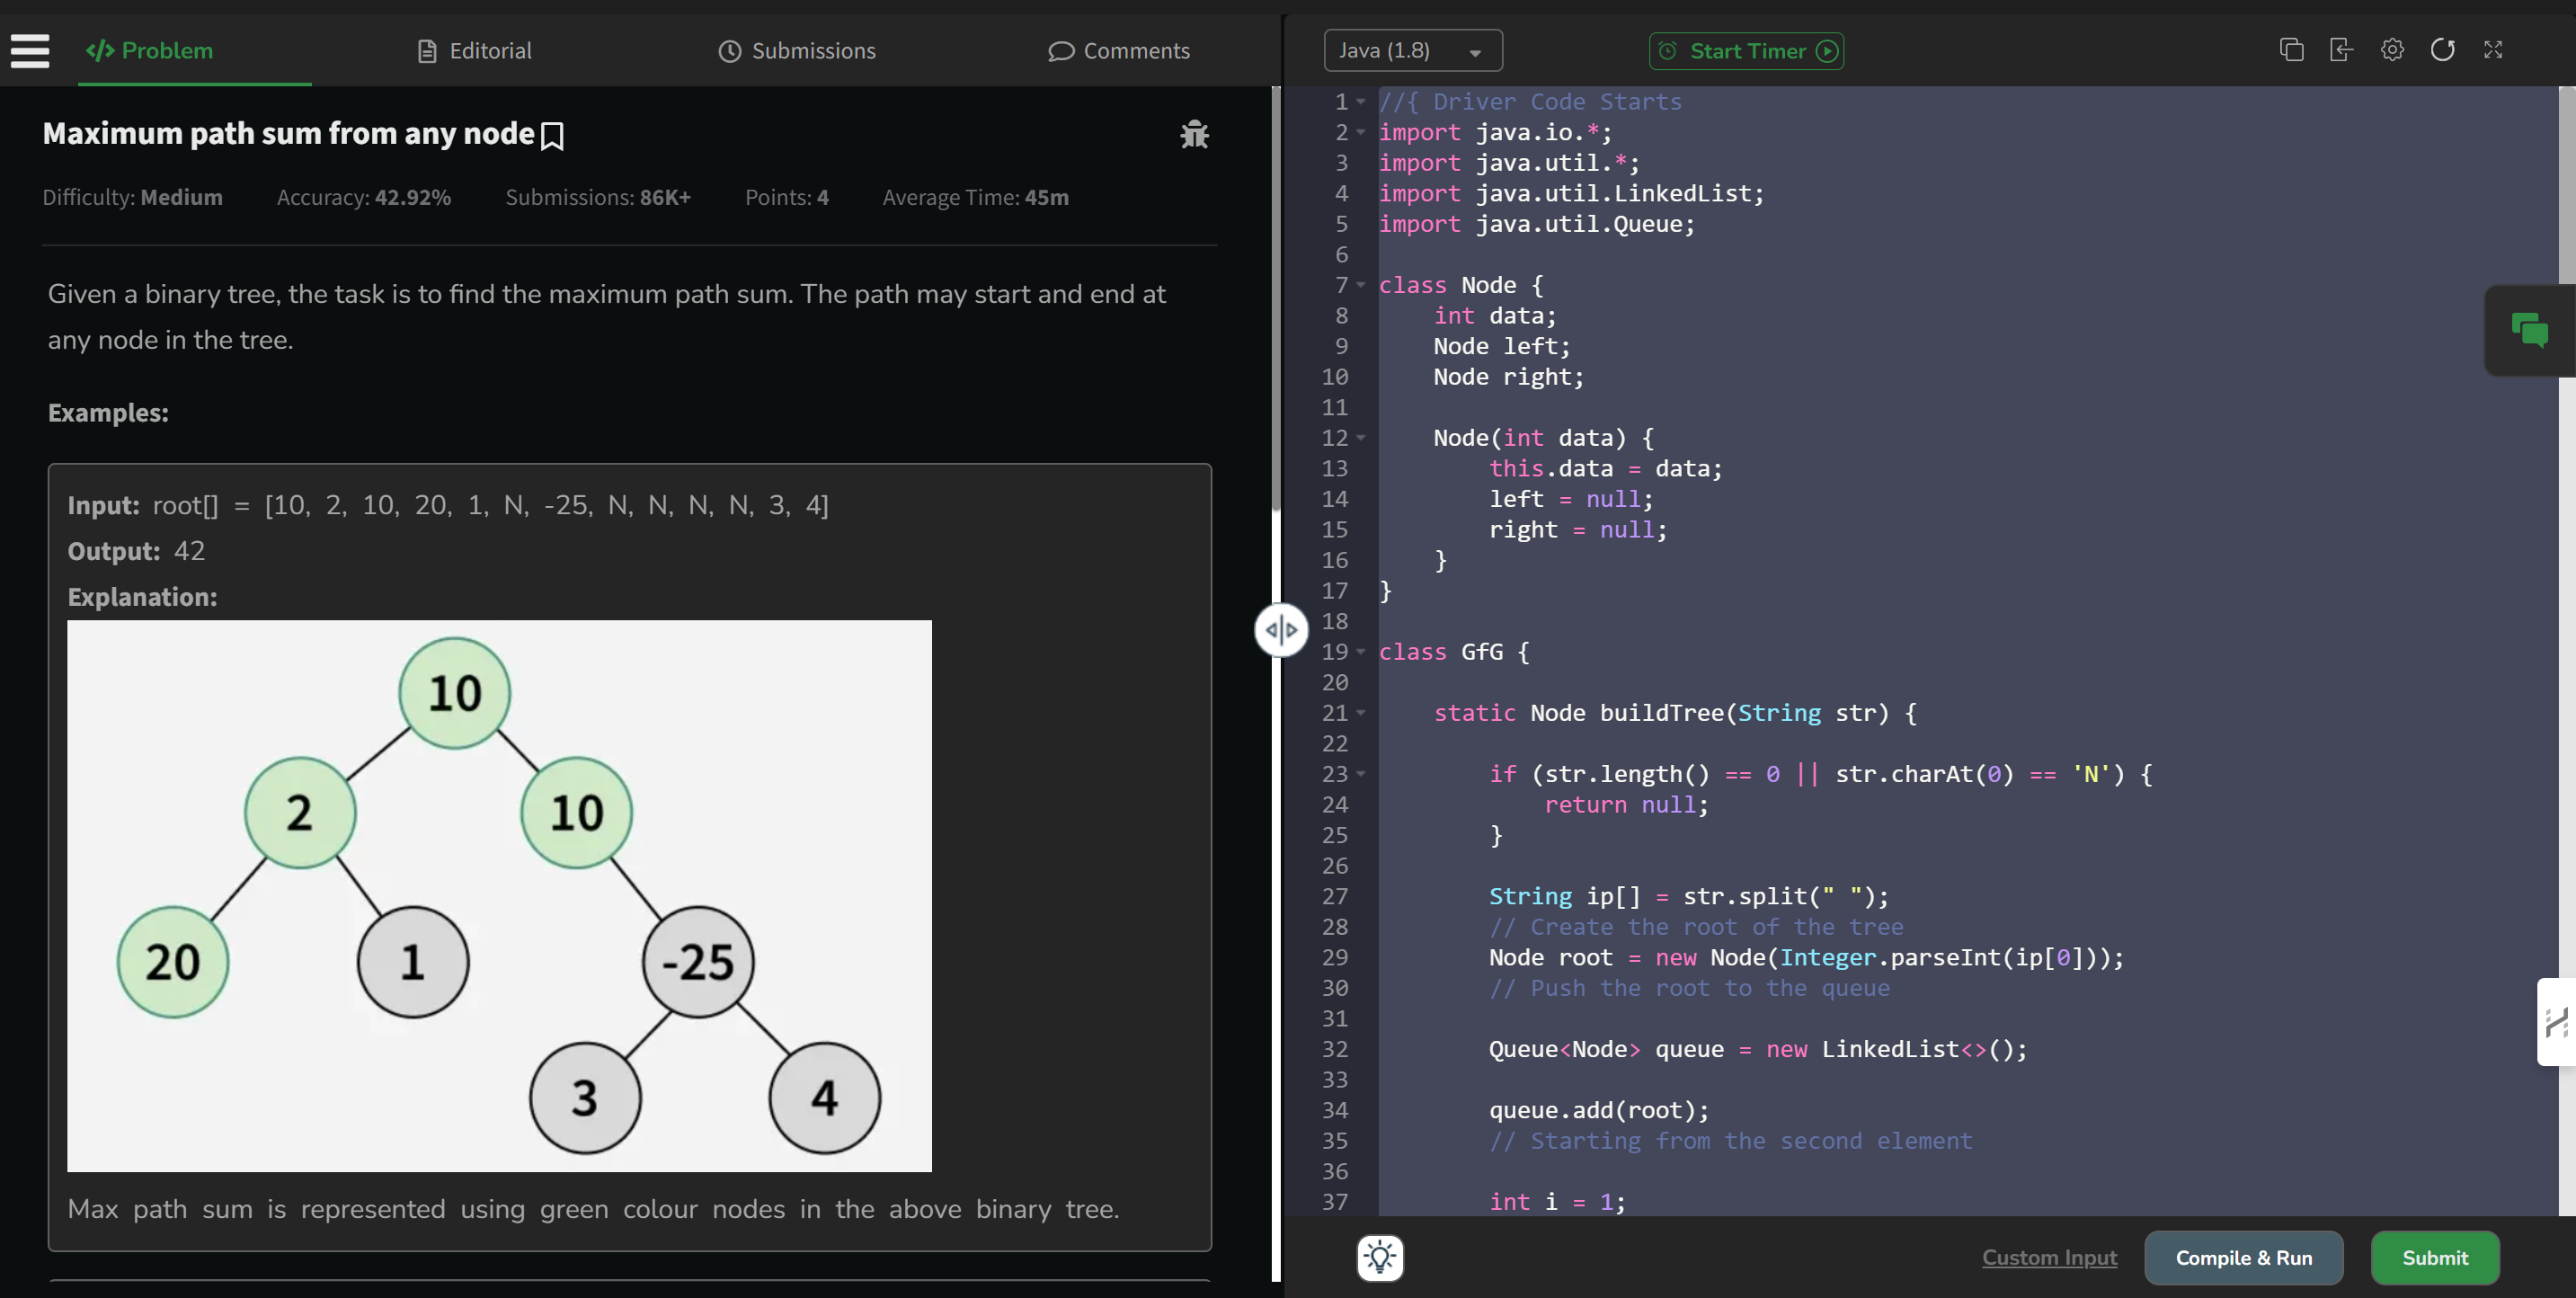 Problem
Editorial
Submissions
Comments
Maximum path sum from any node
Difficulty: Medium Accuracy: 42.92% Submissions: 86K+ Points: 4 Average Time: 45m
Given a binary tree, the task is to find the maximum path sum. The path may start and end at
any node in the tree.
Examples:
Input: root[] = [10, 2, 10, 20, 1, N, -25, N, N, N, N, 3, 4]
Output: 42
Explanation:
10
2
10
20
1
-25
3
4
Max path sum is represented using green colour nodes in the above binary tree.
Java (1.8)
Start Timer
1 //{ Driver Code Starts
2 import java.io.*;
3 import java.util.*;
4 import java.util.LinkedList;
5 import java.util.Queue;
6
7 class Node {
8     int data;
9     Node left;
10     Node right;
11
12     Node(int data) {
13         this.data = data;
14         left = null;
15         right = null;
16     }
17 }
18
19 class GfG {
20
21     static Node buildTree(String str) {
22
23         if (str.length() == 0 || str.charAt(0) == 'N') {
24             return null;
25         }
26
27         String ip[] = str.split(" ");
28         // Create the root of the tree
29         Node root = new Node(Integer.parseInt(ip[0]));
30         // Push the root to the queue
31
32         Queue<Node> queue = new LinkedList<>();
33
34         queue.add(root);
35         // Starting from the second element
36
37         int i = 1;
Custom Input
Compile & Run
Submit